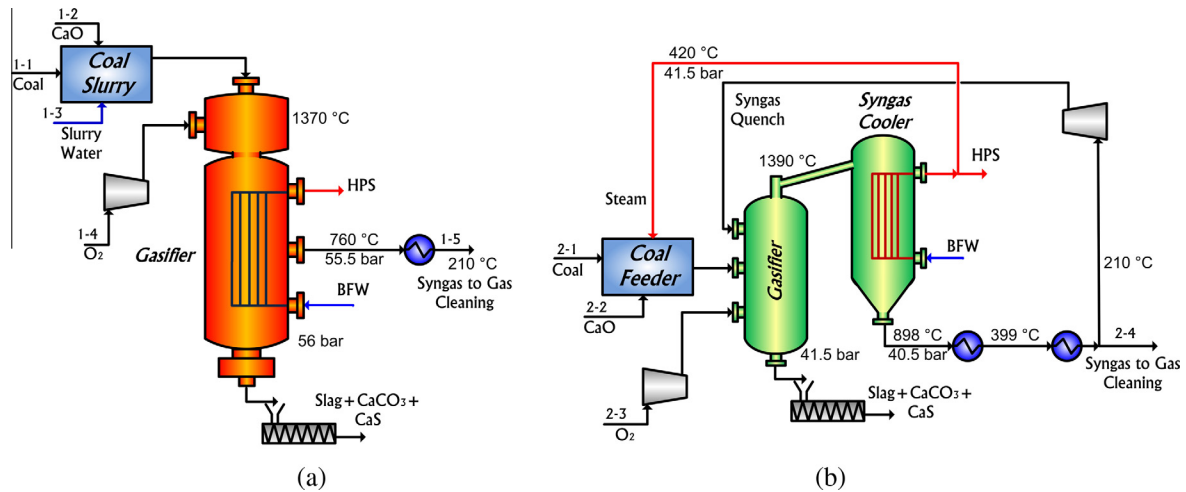 1-2
CaO
Coal
Slurry
1-1
Coal
1-3
Slurry
Water
1370 °C
1-4
O2
Gasifier
HPS
760 °C
55.5 bar
1-5
210 °C
Syngas to Gas
Cleaning
BFW
56 bar
Slag+CaCO3+
CaS
(a)
420 °C
41.5 bar
Syngas
Quench
Syngas
Cooler
1390 °C
HPS
Steam
2-1
Coal
Coal
Feeder
2-2
CaO
Gasifier
BFW
210 °C
898 °C
40.5 bar
399 °C
2-4
Syngas to Gas
Cleaning
41.5 bar
2-3
O2
Slag+CaCO3+
CaS
(b)